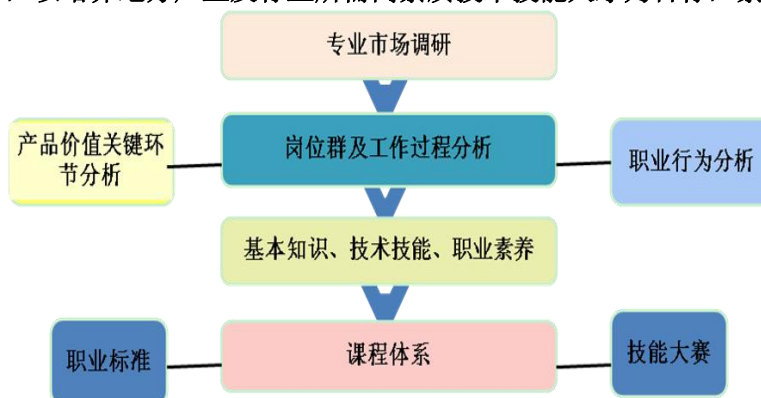 专业市场调研
产品价值关键环
节分析
岗位群及工作过程分析
职业行为分析
基本知识、技术技能、职业素养
职业标准
课程体系
技能大赛